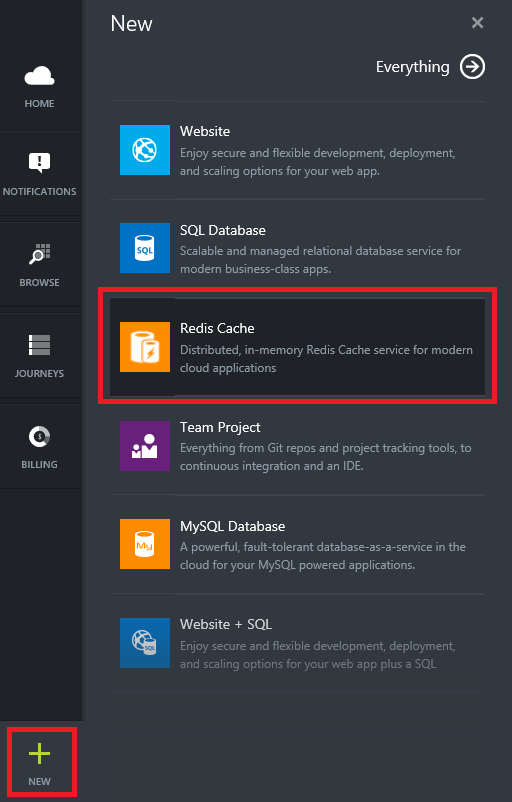 New
Everything
HOME
NOTIFICATIONS
BROWSE
JOURNEYS
BILLING
NEW
Website
Enjoy secure and flexible development, deployment,
and scaling options for your web app.
SQL
SQL Database
Scalable and managed relational database service for
modern business-class apps.
Redis Cache
Distributed, in-memory Redis Cache service for modern
cloud applications
Team Project
Everything from Git repos and project tracking tools, to
continuous integration and an IDE.
My
MySQL Database
A powerful, fault-tolerant database-as-a-service in the
cloud for your MySQL powered applications.
SQL
Website + SQL
Enjoy secure and flexible development, deployment,
and scaling options for your web app plus a SQL